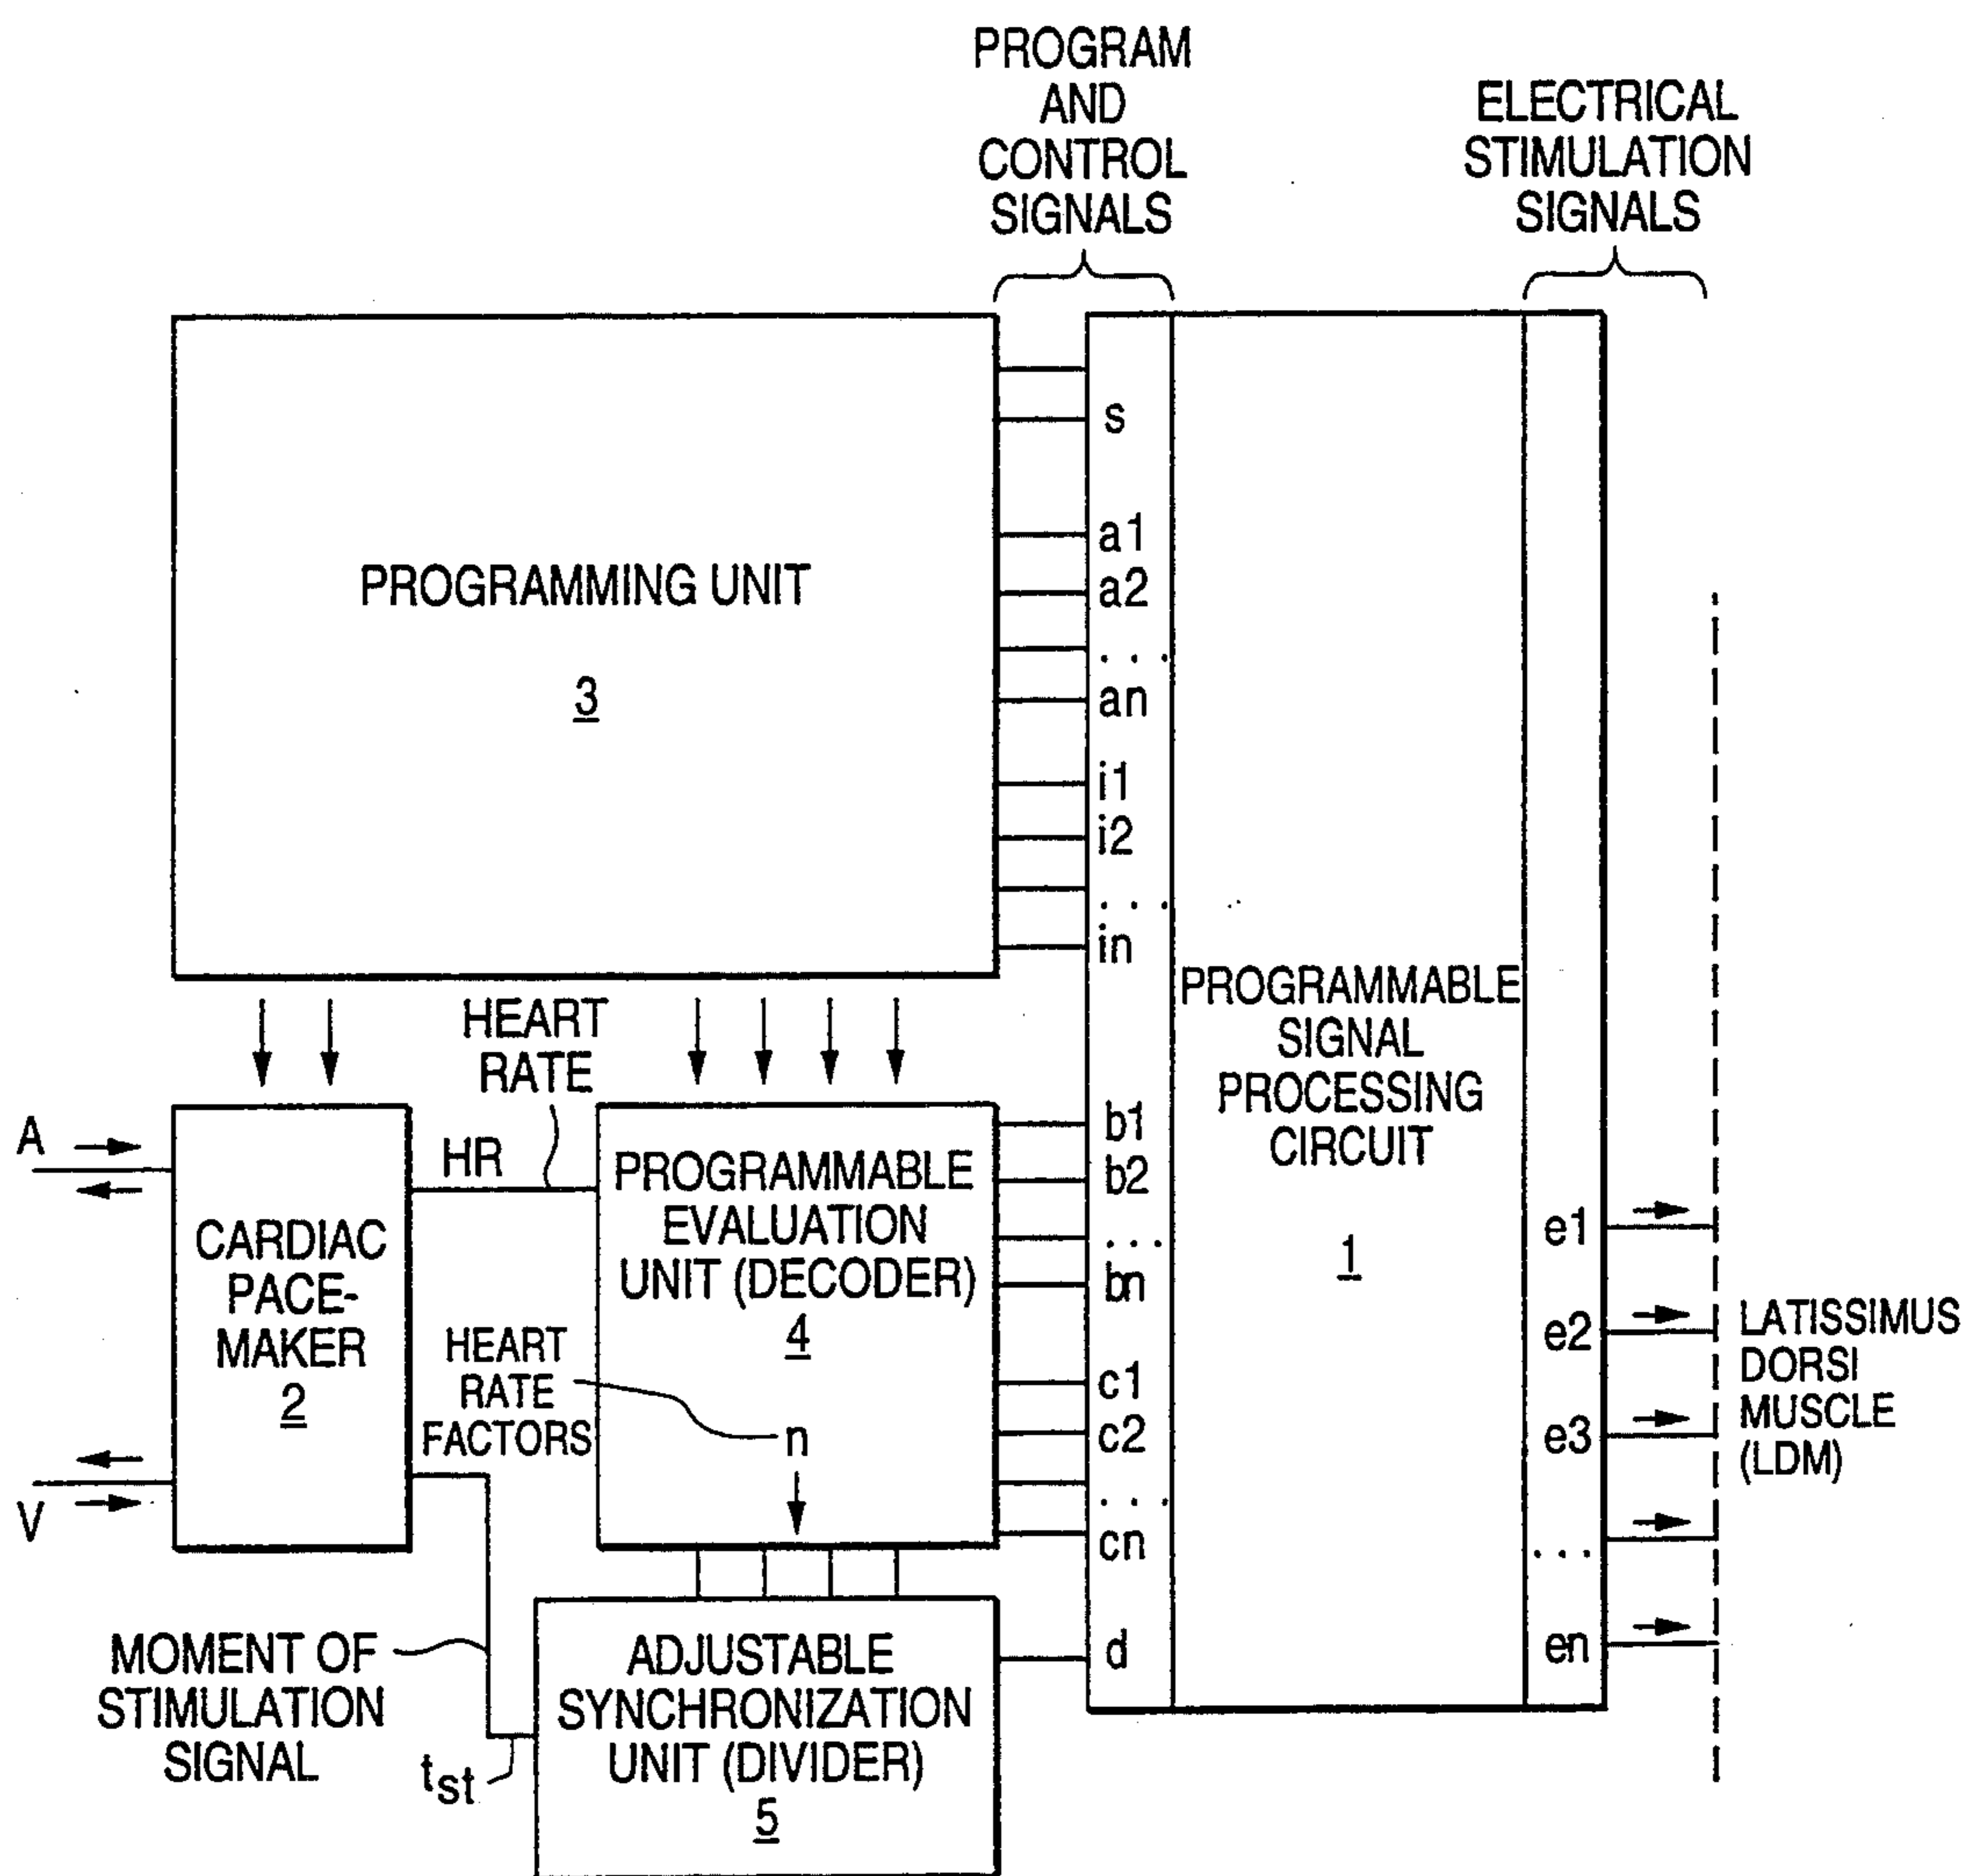 PROGRAM
AND
CONTROL
SIGNALS
ELECTRICAL
STIMULATION
SIGNALS
PROGRAMMING UNIT
3
s
a1
a2
...
an
i1
i2
...
in
HEART
RATE
A
V
CARDIAC
PACE-
MAKER
2
HR
PROGRAMMABLE
EVALUATION
UNIT (DECODER)
4
HEART
RATE
FACTORS
n
b1
b2
...
bn
c1
c2
...
cn
d
PROGRAMMABLE
SIGNAL
PROCESSING
CIRCUIT
1
e1
e2
e3
...
en
LATISSIMUS
DORSI
MUSCLE
(LDM)
MOMENT OF
STIMULATION
SIGNAL
tst
ADJUSTABLE
SYNCHRONIZATION
UNIT (DIVIDER)
5